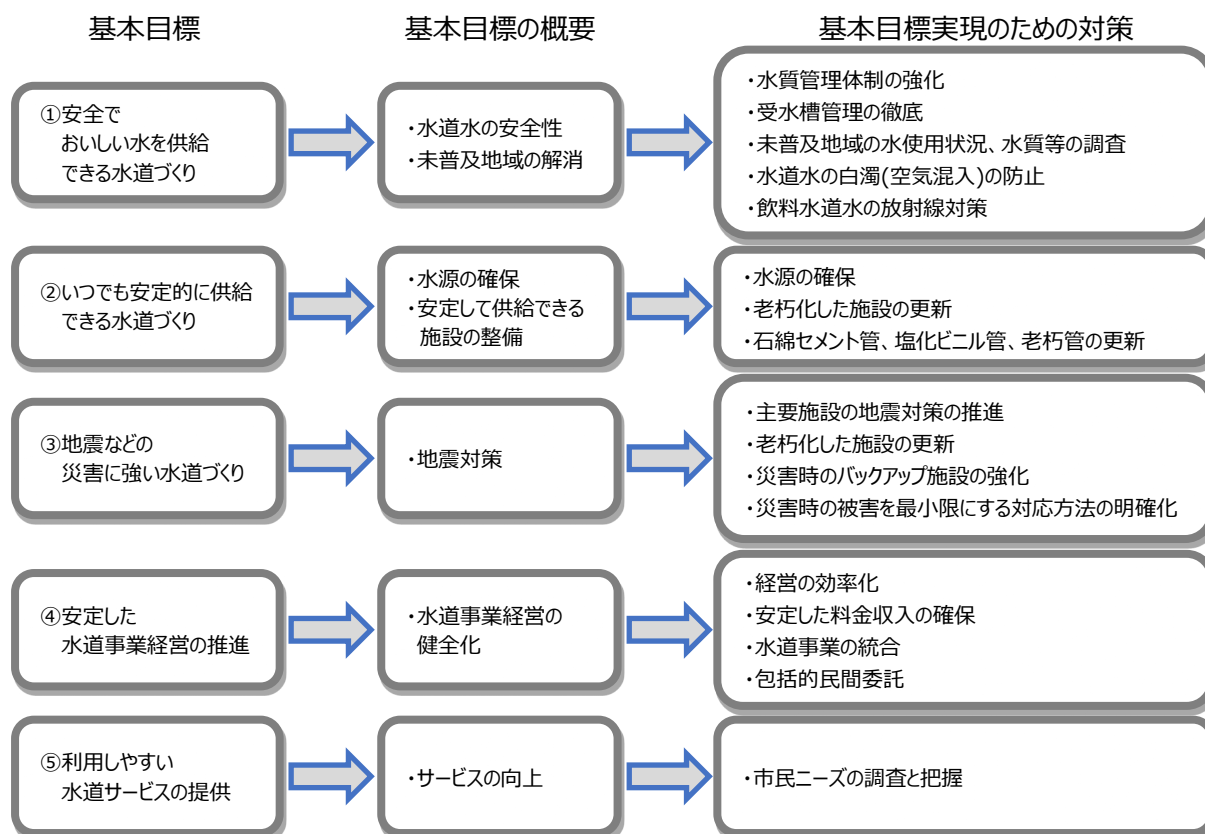 基本目標
基本目標の概要
基本目標実現のための対策
①安全で
おいしい水を供給
できる水道づくり
・水道水の安全性
・未普及地域の解消
・水質管理体制の強化
・受水槽管理の徹底
・未普及地域の水使用状況、水質等の調査
・水道水の白濁(空気混入)の防止
・飲料水道水の放射線対策
②いつでも安定的に供給
できる水道づくり
・水源の確保
・安定して供給できる
施設の整備
・水源の確保
・老朽化した施設の更新
・石綿セメント管、塩化ビニル管、老朽管の更新
③地震などの
災害に強い水道づくり
・地震対策
・主要施設の地震対策の推進
・老朽化した施設の更新
・災害時のバックアップ施設の強化
・災害時の被害を最小限にする対応方法の明確化
④安定した
水道事業経営の推進
・水道事業経営の
健全化
・経営の効率化
・安定した料金収入の確保
・水道事業の統合
・包括的民間委託
⑤利用しやすい
水道サービスの提供
・サービスの向上
・市民ニーズの調査と把握